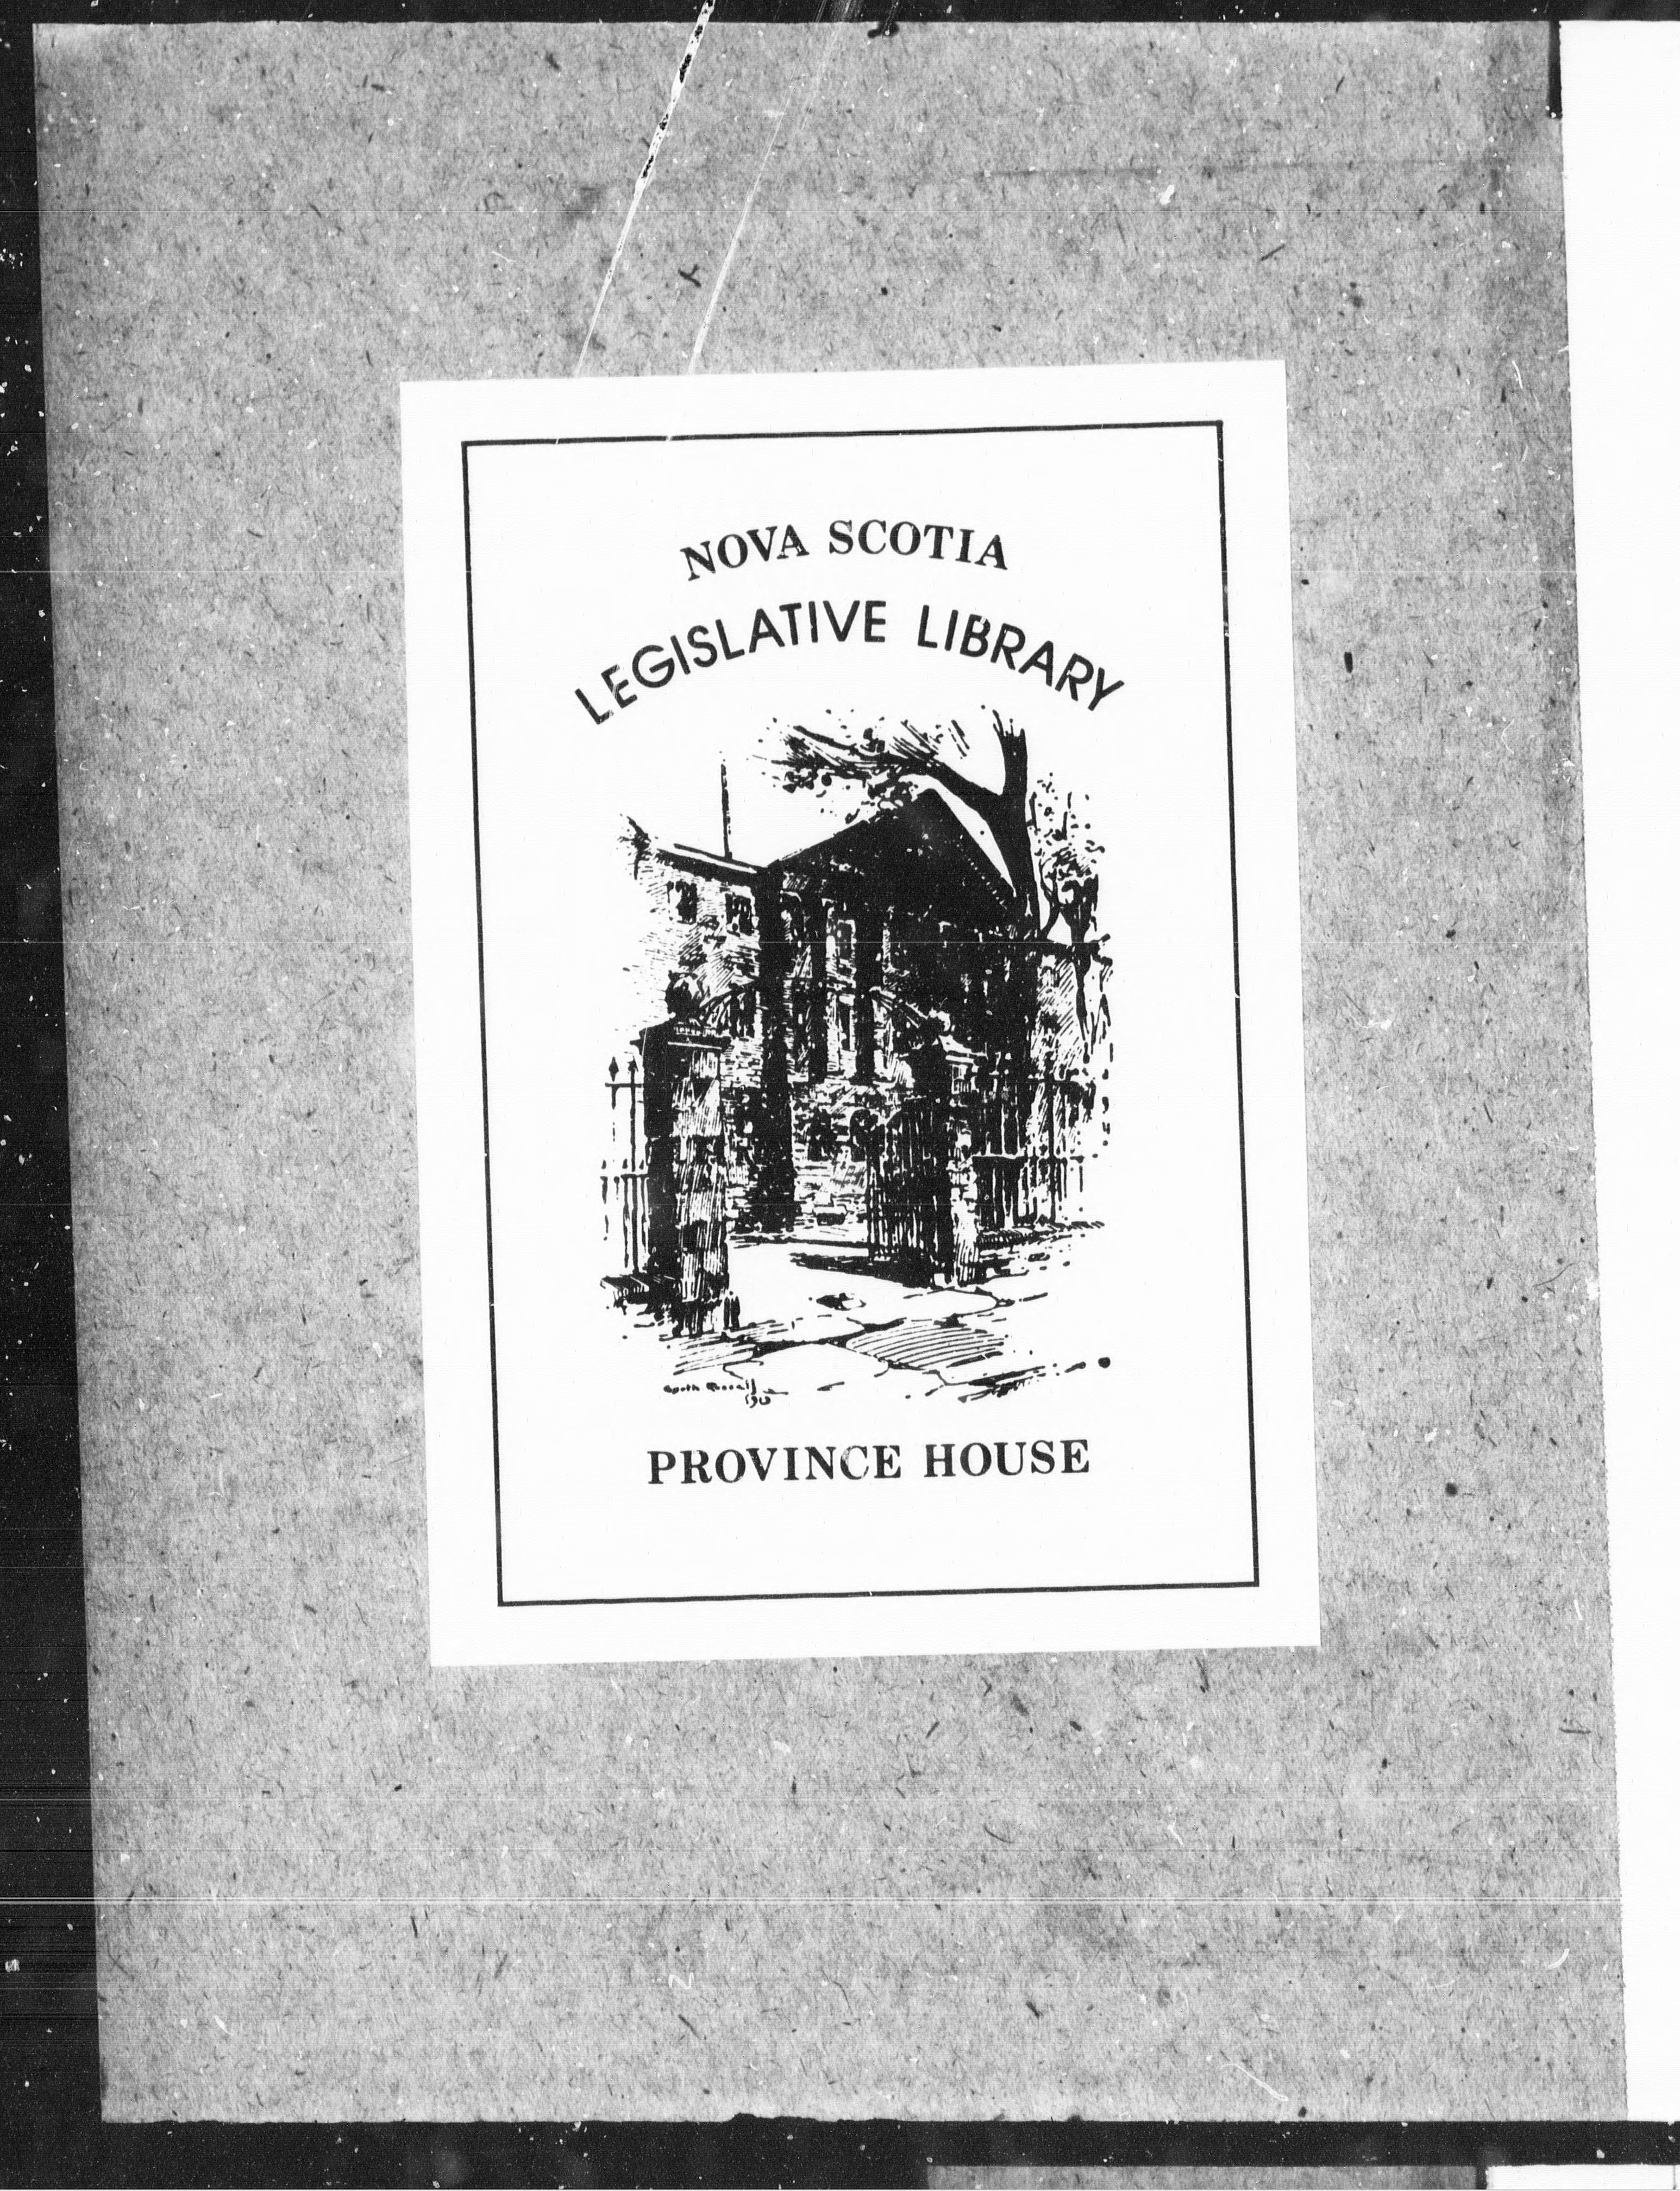 NOVA SCOTIA
LEGISLATIVE LIBRARY
PROVINCE HOUSE